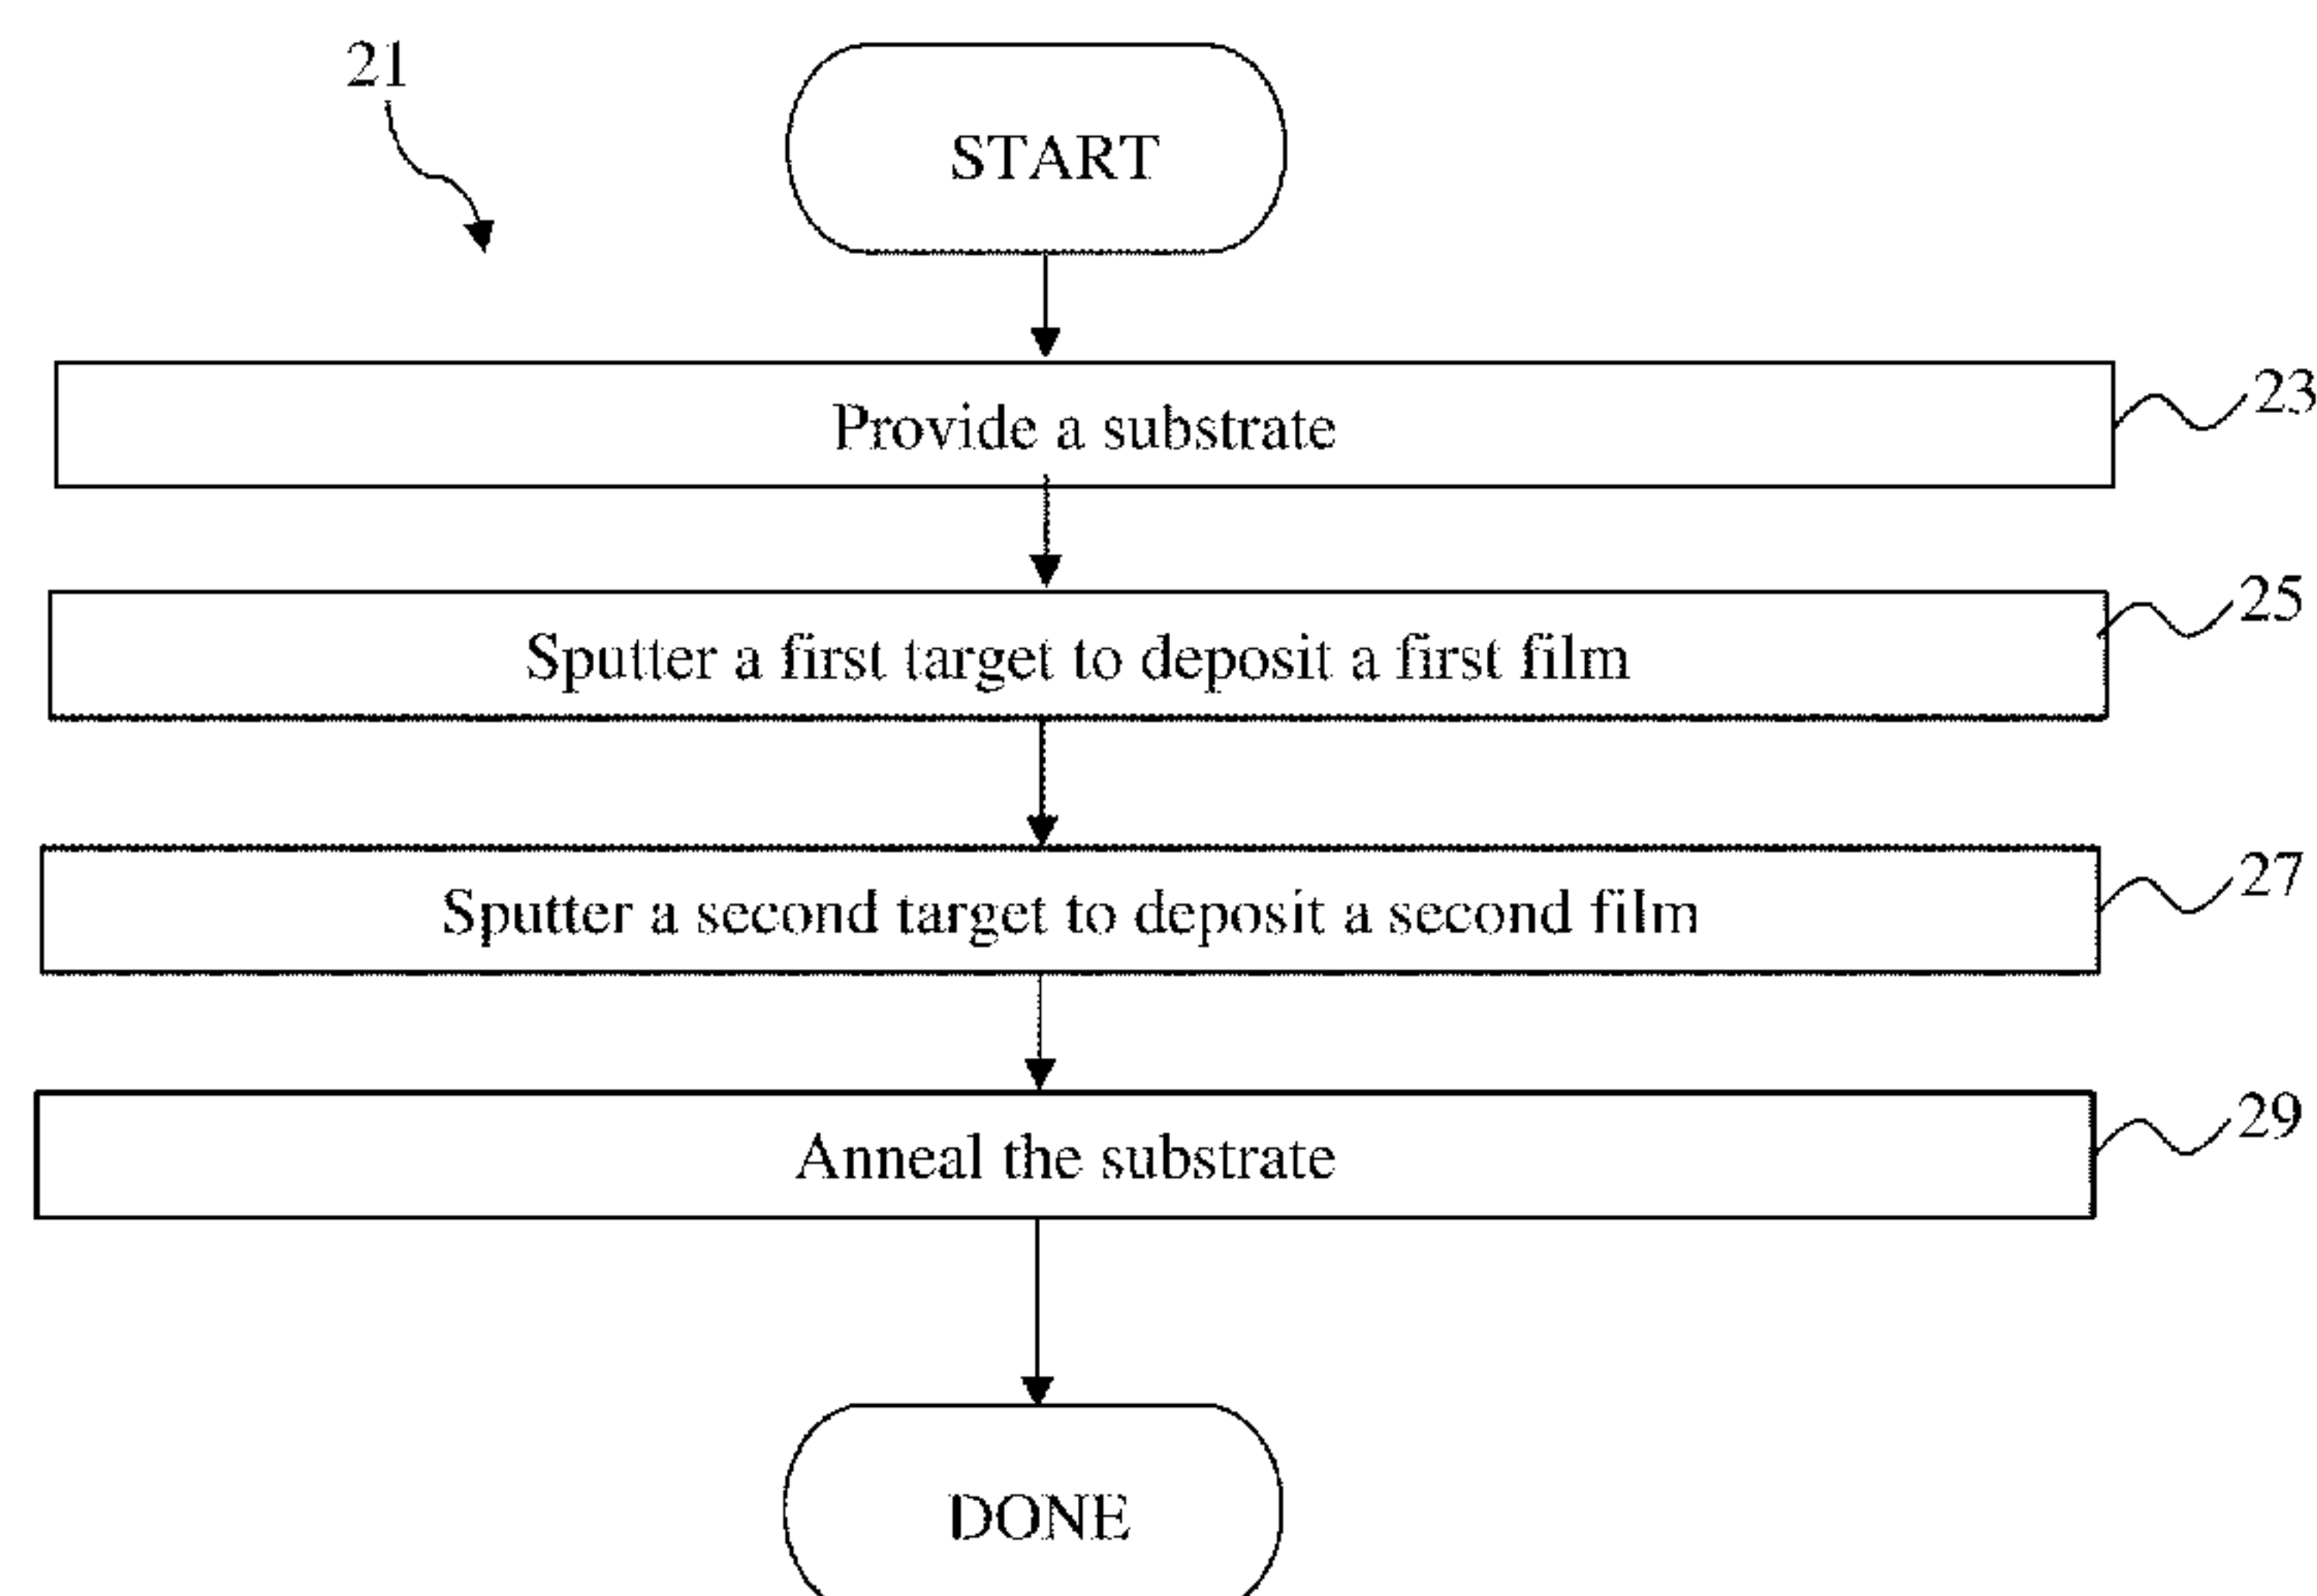 21
START
Provide a substrate
23
Sputter a first target to deposit a first film
25
Sputter a second target to deposit a second film
27
Anneal the substrate
29
DONE